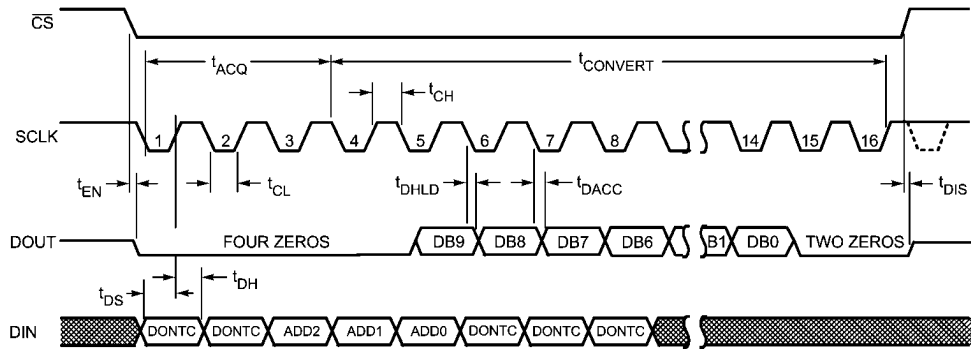 CS
tACQ
tCONVERT
tCH
SCLK
1 2 3 4 5 6 7 8 14 15 16
tEN
tCL
tDHLD
tDACC
tDIS
DOUT
FOUR ZEROS
DB9 DB8 DB7 DB6 B1 DB0 TWO ZEROS
tDS
tDH
DIN
DONTC DONTC ADD2 ADD1 ADD0 DONTC DONTC DONTC